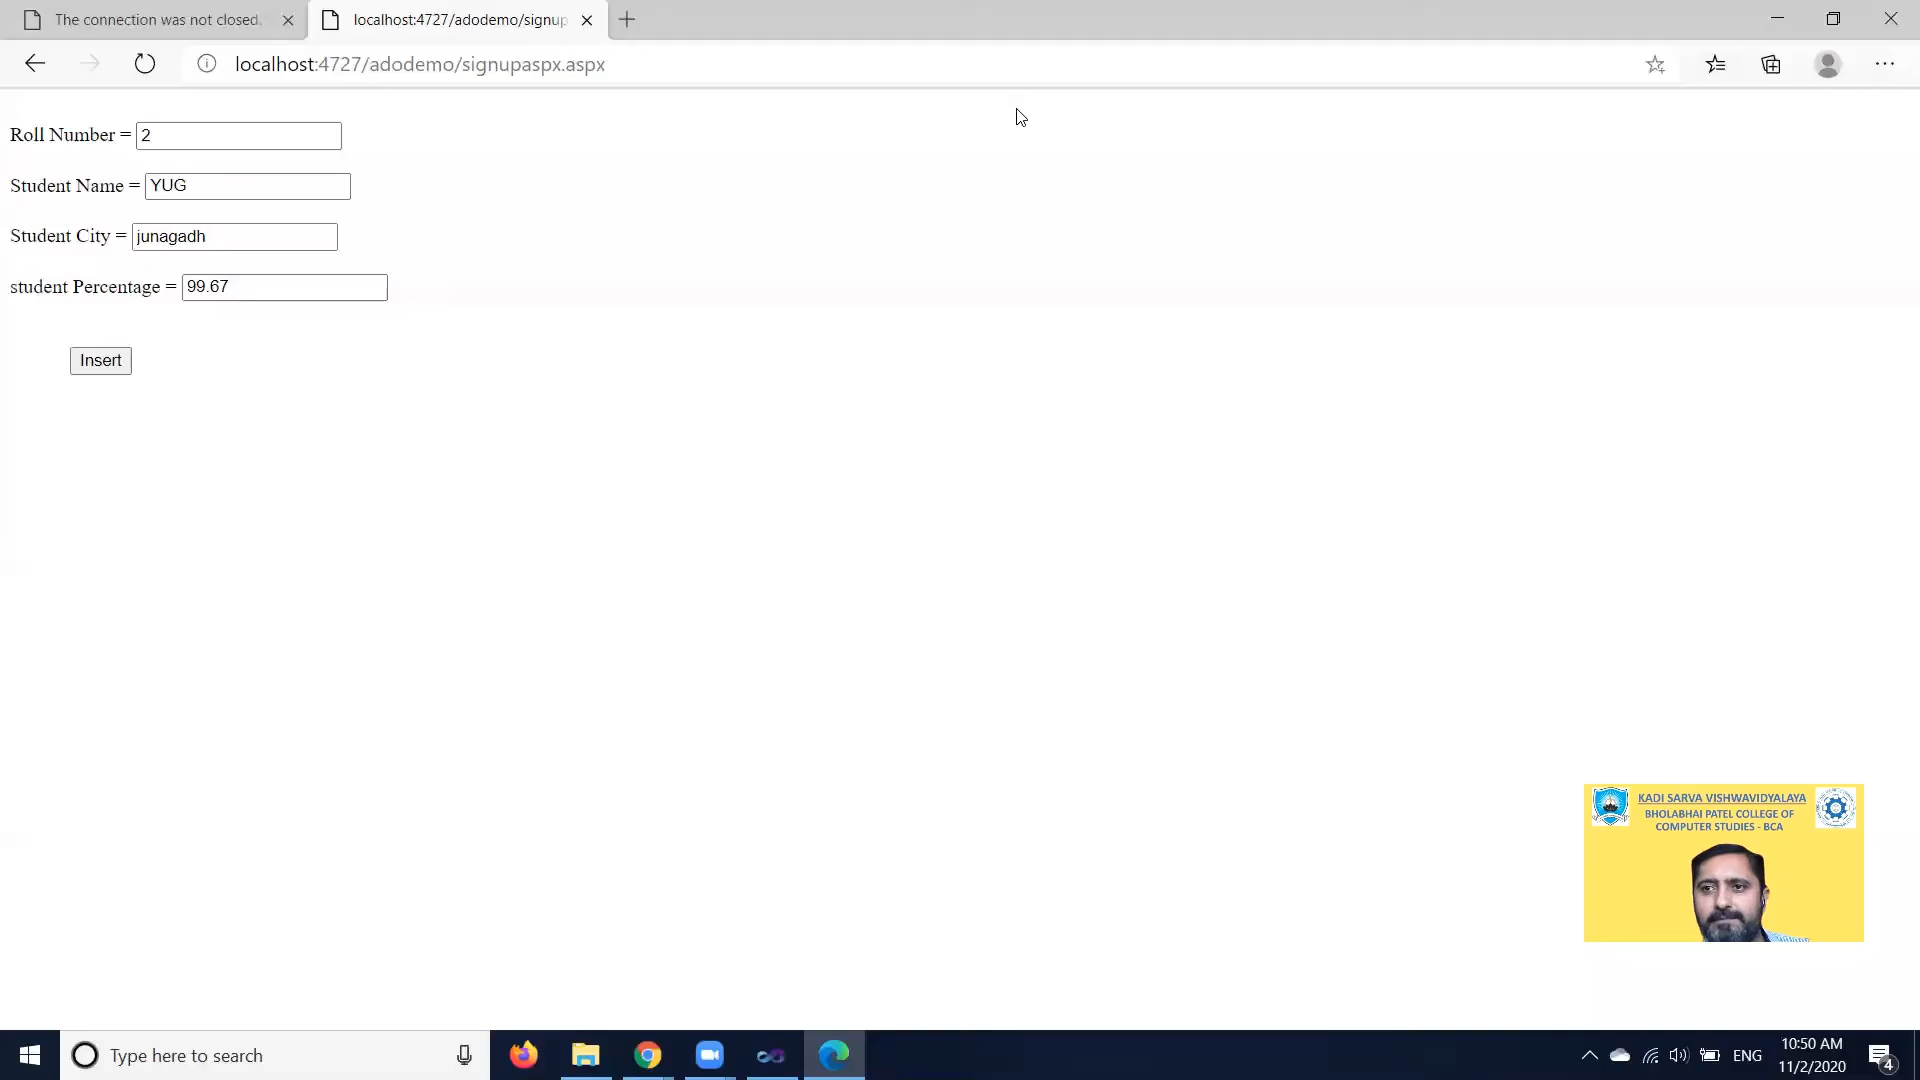 The connection was not closed.
localhost:4727/adodemo/signup
localhost:4727/adodemo/signupaspx.aspx
Roll Number = 2
Student Name = YUG
Student City = junagadh
student Percentage = 99.67
Insert
KADI SARVA VISHWAVIDYALAYA
BHOLABHAI PATEL COLLEGE OF
COMPUTER STUDIES - BCA
Type here to search
ENG
10:50 AM
11/2/2020
4